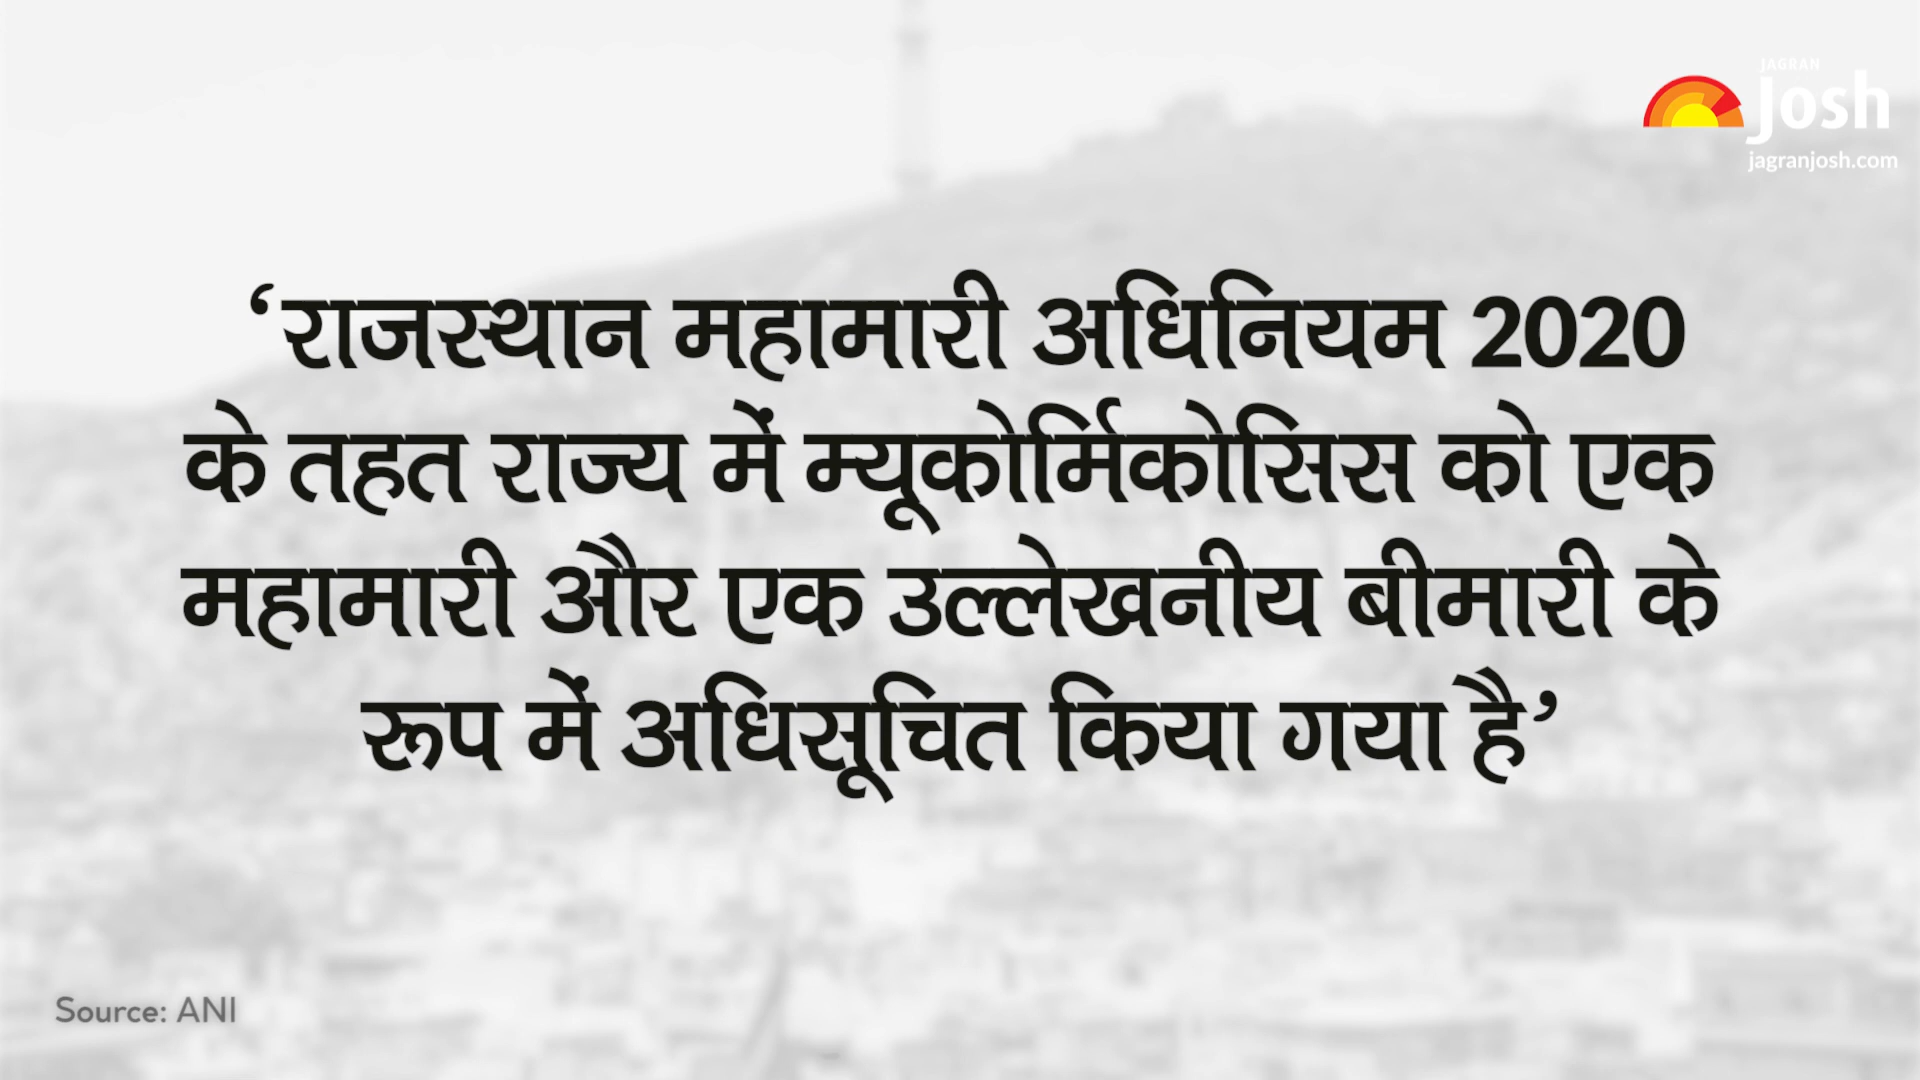 JAGRAN
Josh
jagranjosh.com
‘राजस्थान महामारी अधिनियम 2020
के तहत राज्य में म्यूकोर्मिकोसिस को एक
महामारी और एक उल्लेखनीय बीमारी के
रूप में अधिसूचित किया गया है’
Source: ANI